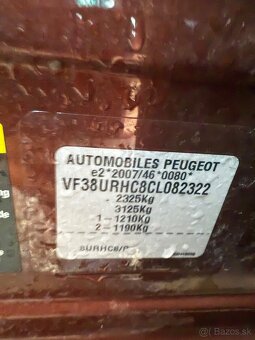 AUTOMOBILES PEUGEOT
e2*2007/46*0080*
VF38URHC8CL082322
- 2325Kg
3125Kg
1-1210Kg
2-1190Kg
8URHC8/P
Bazos.sk